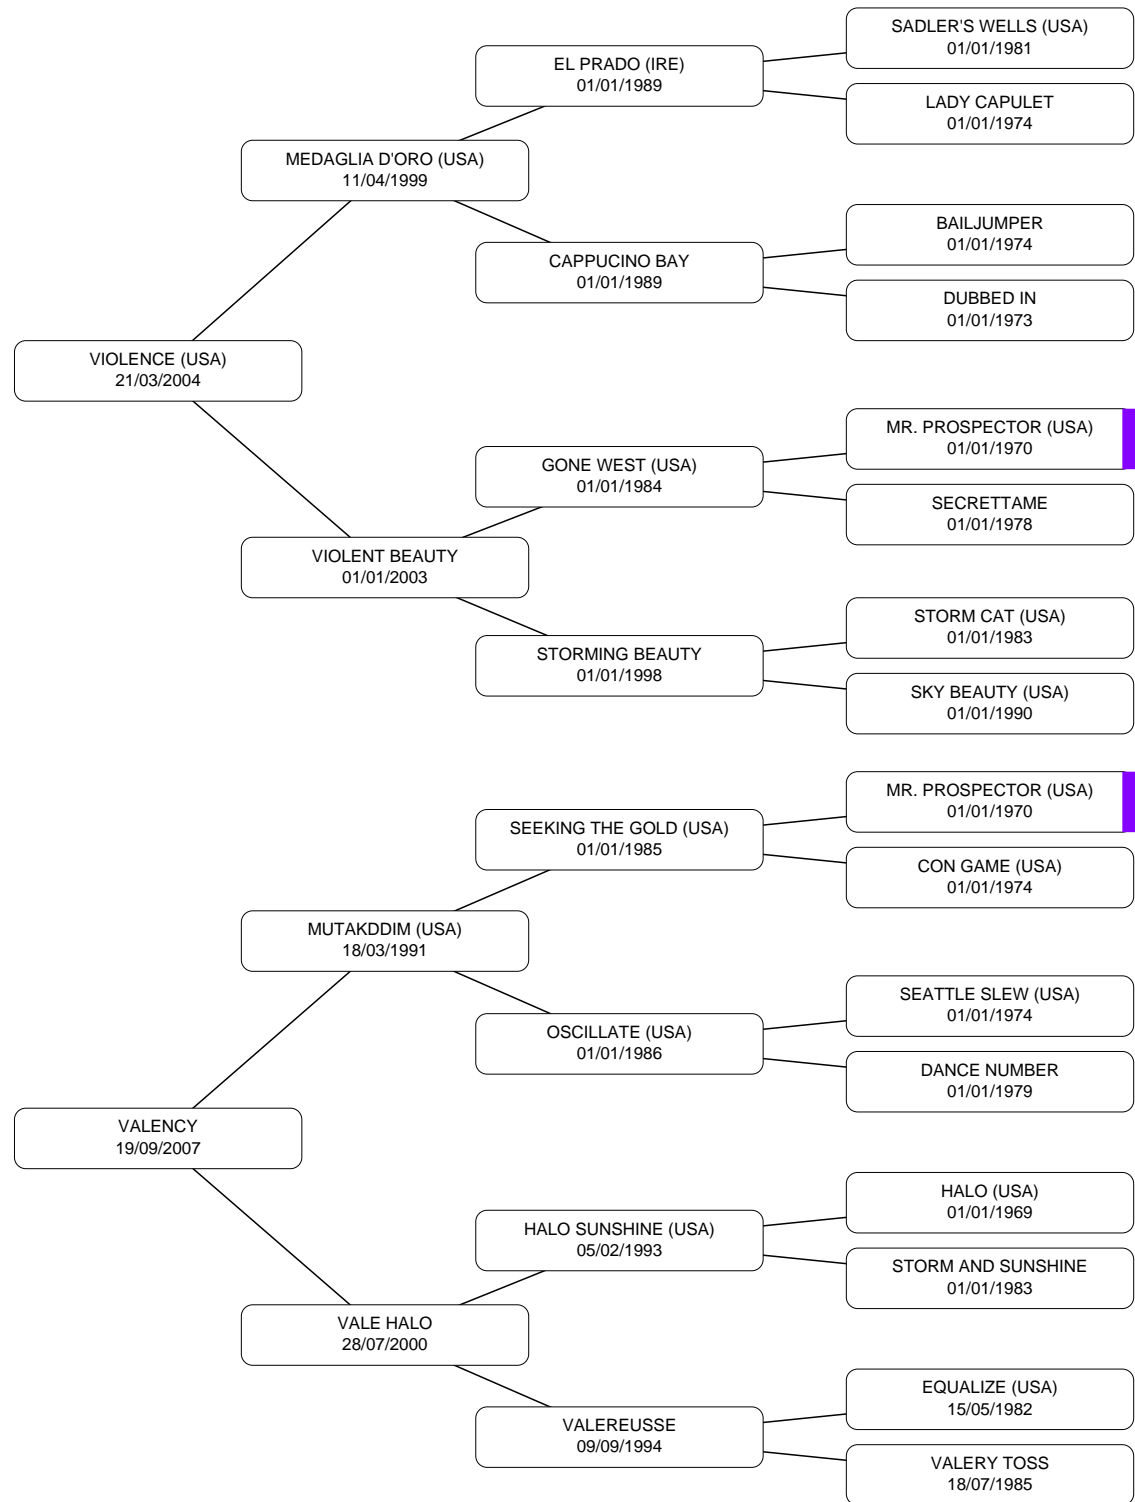 SADLER'S WELLS (USA)
01/01/1981
EL PRADO (IRE)
01/01/1989
LADY CAPULET
01/01/1974
MEDAGLIA D'ORO (USA)
11/04/1999
BAILJUMPER
01/01/1974
CAPPUCINO BAY
01/01/1989
DUBBED IN
01/01/1973
VIOLENCE (USA)
21/03/2004
MR. PROSPECTOR (USA)
01/01/1970
GONE WEST (USA)
01/01/1984
SECRETTAME
01/01/1978
VIOLENT BEAUTY
01/01/2003
STORM CAT (USA)
01/01/1983
STORMING BEAUTY
01/01/1998
SKY BEAUTY (USA)
01/01/1990
MR. PROSPECTOR (USA)
01/01/1970
SEEKING THE GOLD (USA)
01/01/1985
CON GAME (USA)
01/01/1974
MUTAKDDIM (USA)
18/03/1991
SEATTLE SLEW (USA)
01/01/1974
OSCILLATE (USA)
01/01/1986
DANCE NUMBER
01/01/1979
VALENCY
19/09/2007
HALO (USA)
01/01/1969
HALO SUNSHINE (USA)
05/02/1993
STORM AND SUNSHINE
01/01/1983
VALE HALO
28/07/2000
EQUALIZE (USA)
15/05/1982
VALEREUSSE
09/09/1994
VALERY TOSS
18/07/1985